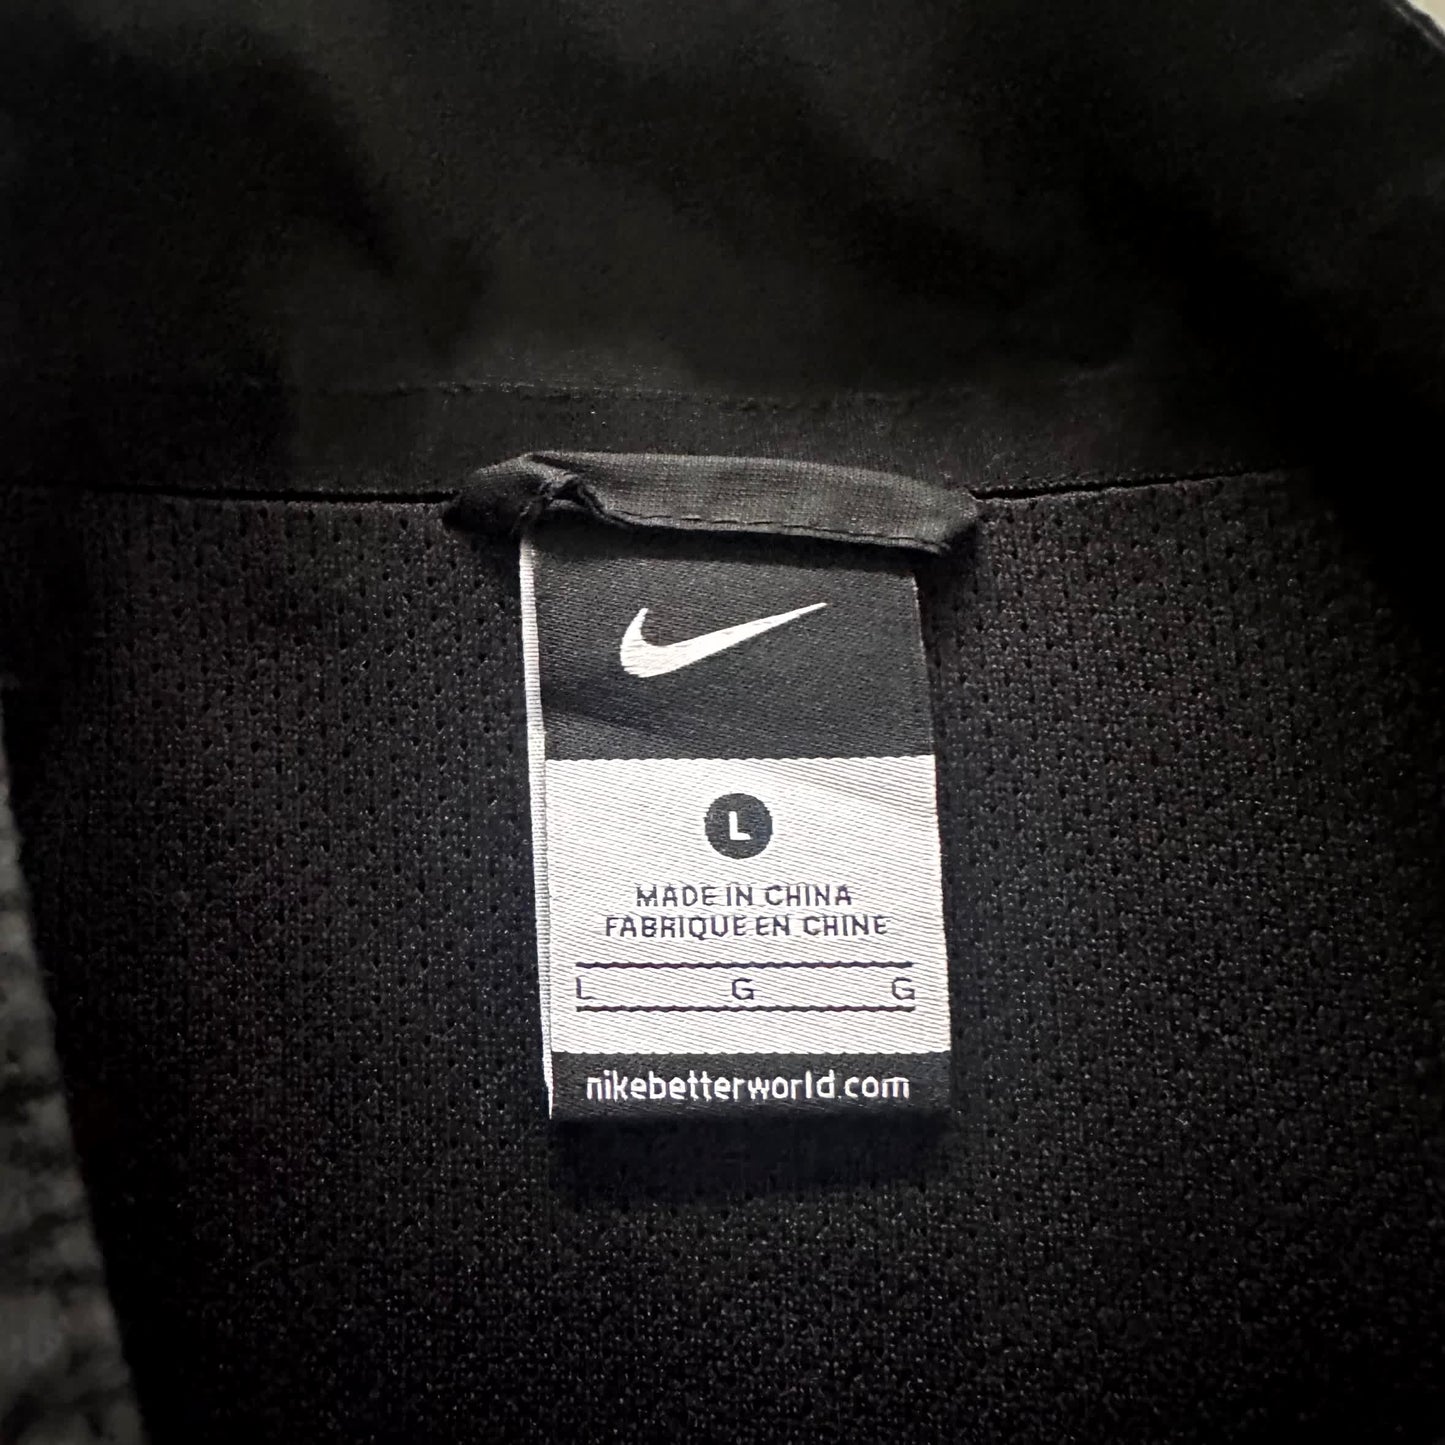 L
MADE IN CHINA
FABRIQUE EN CHINE
L G G
nikebetterworld.com